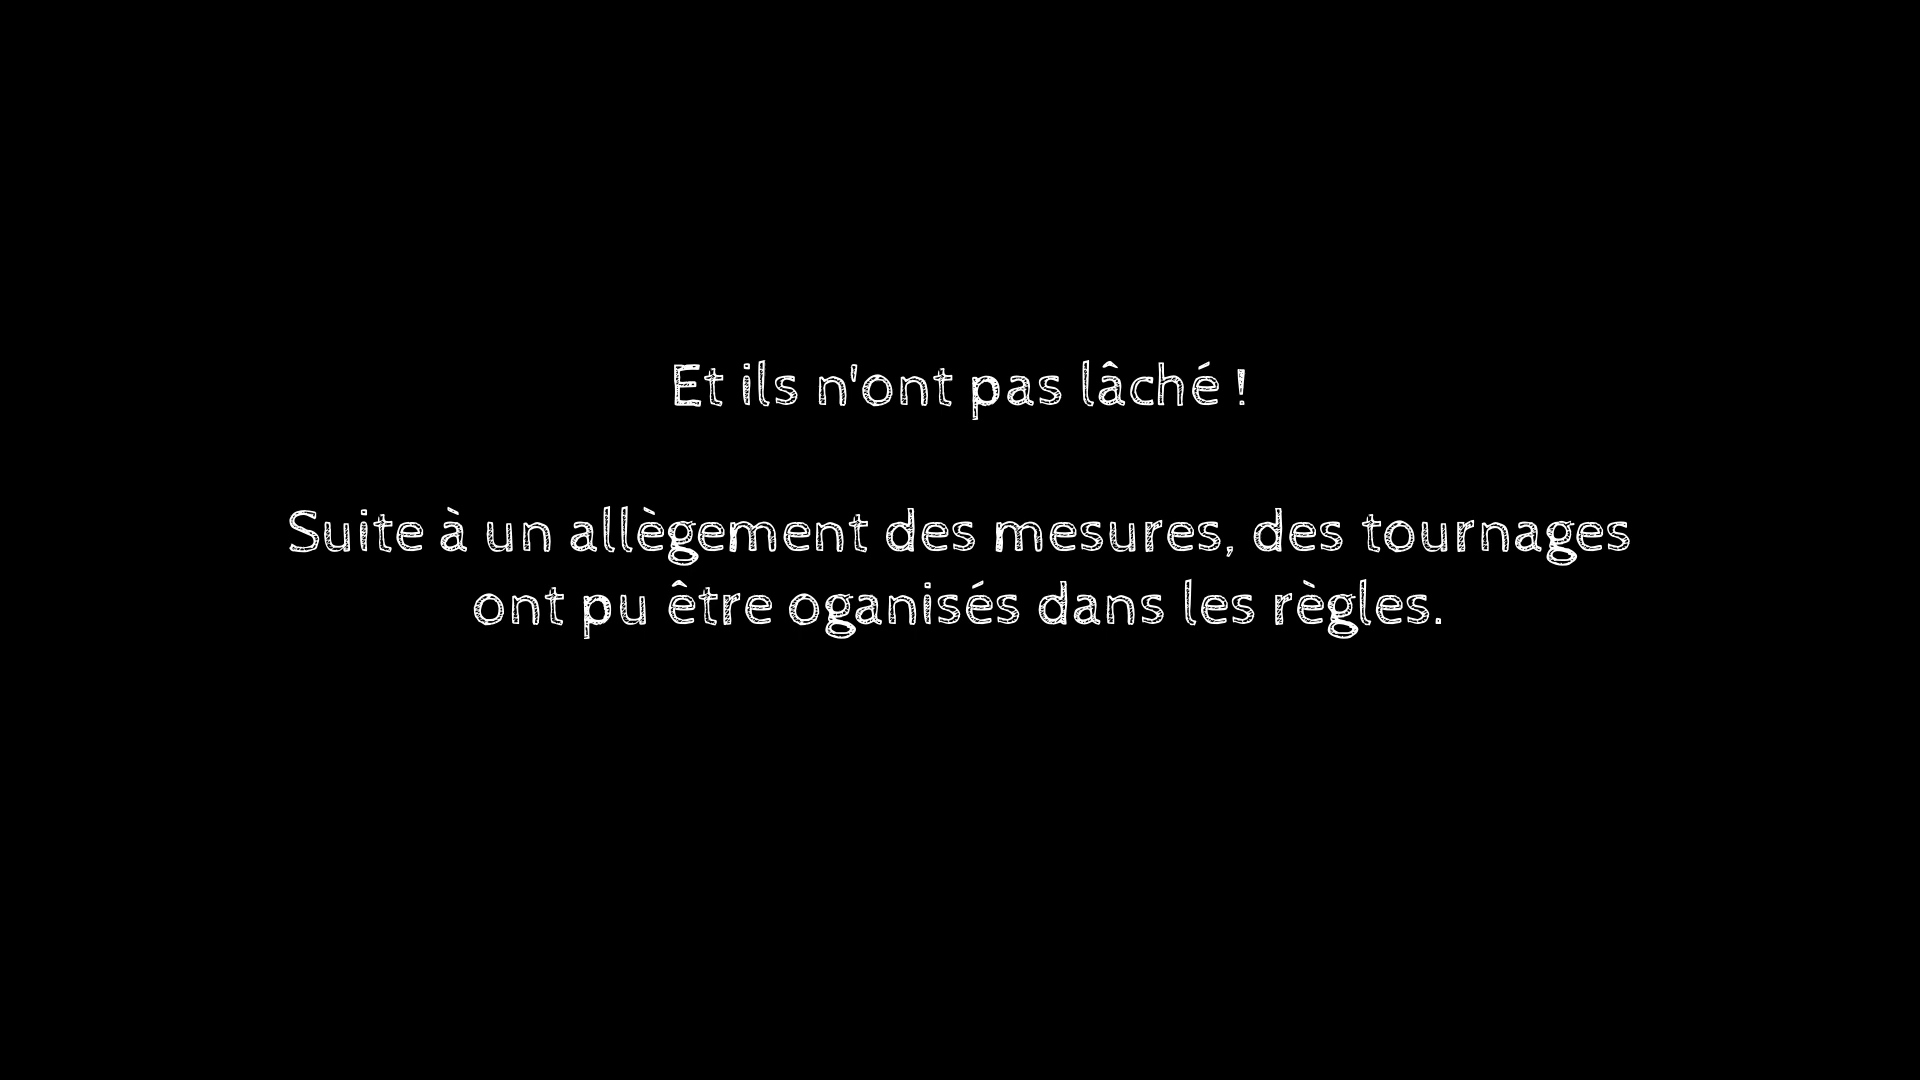 Et ils n'ont pas lâché !
Suite à un allègement des mesures, des tournages
ont pu être oganisés dans les règles.